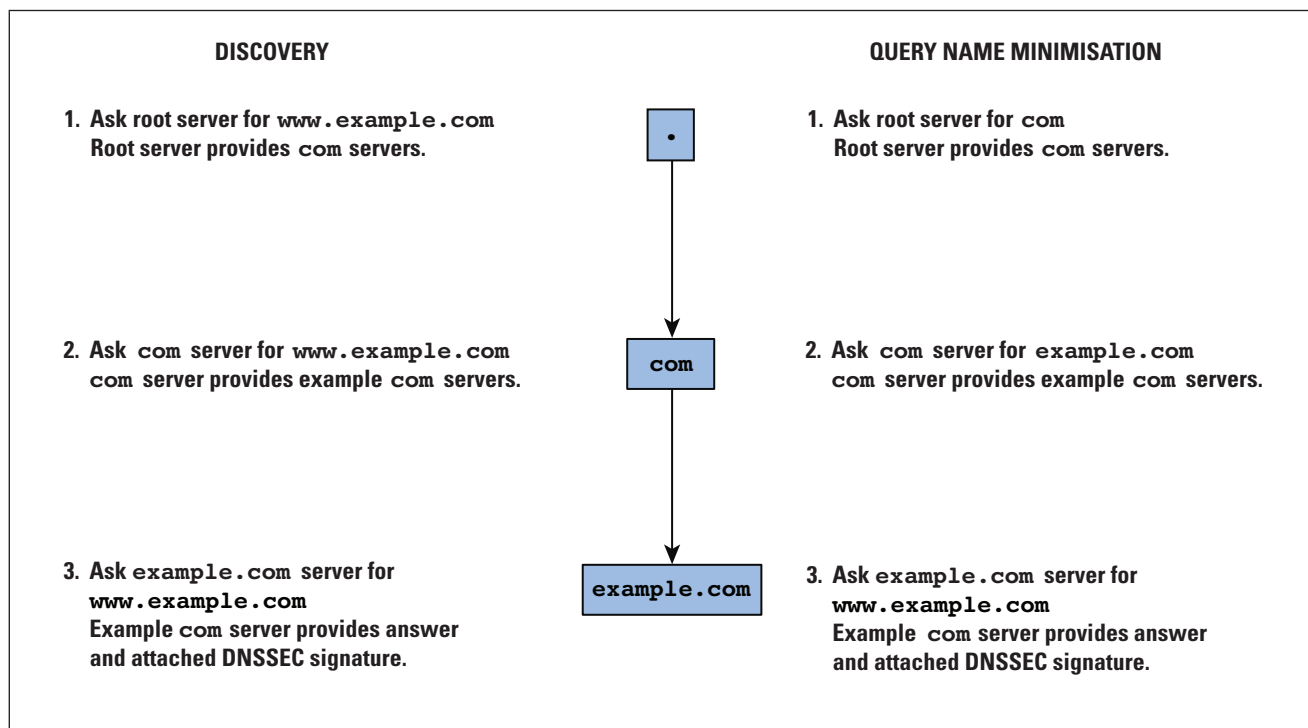 DISCOVERY
1. Ask root server for www.example.com
Root server provides com servers.
2. Ask com server for www.example.com
com server provides example com servers.
3. Ask example.com server for
www.example.com
Example com server provides answer
and attached DNSSEC signature.
.
com
example.com
QUERY NAME MINIMISATION
1. Ask root server for com
Root server provides com servers.
2. Ask com server for example.com
com server provides example com servers.
3. Ask example.com server for
www.example.com
Example com server provides answer
and attached DNSSEC signature.